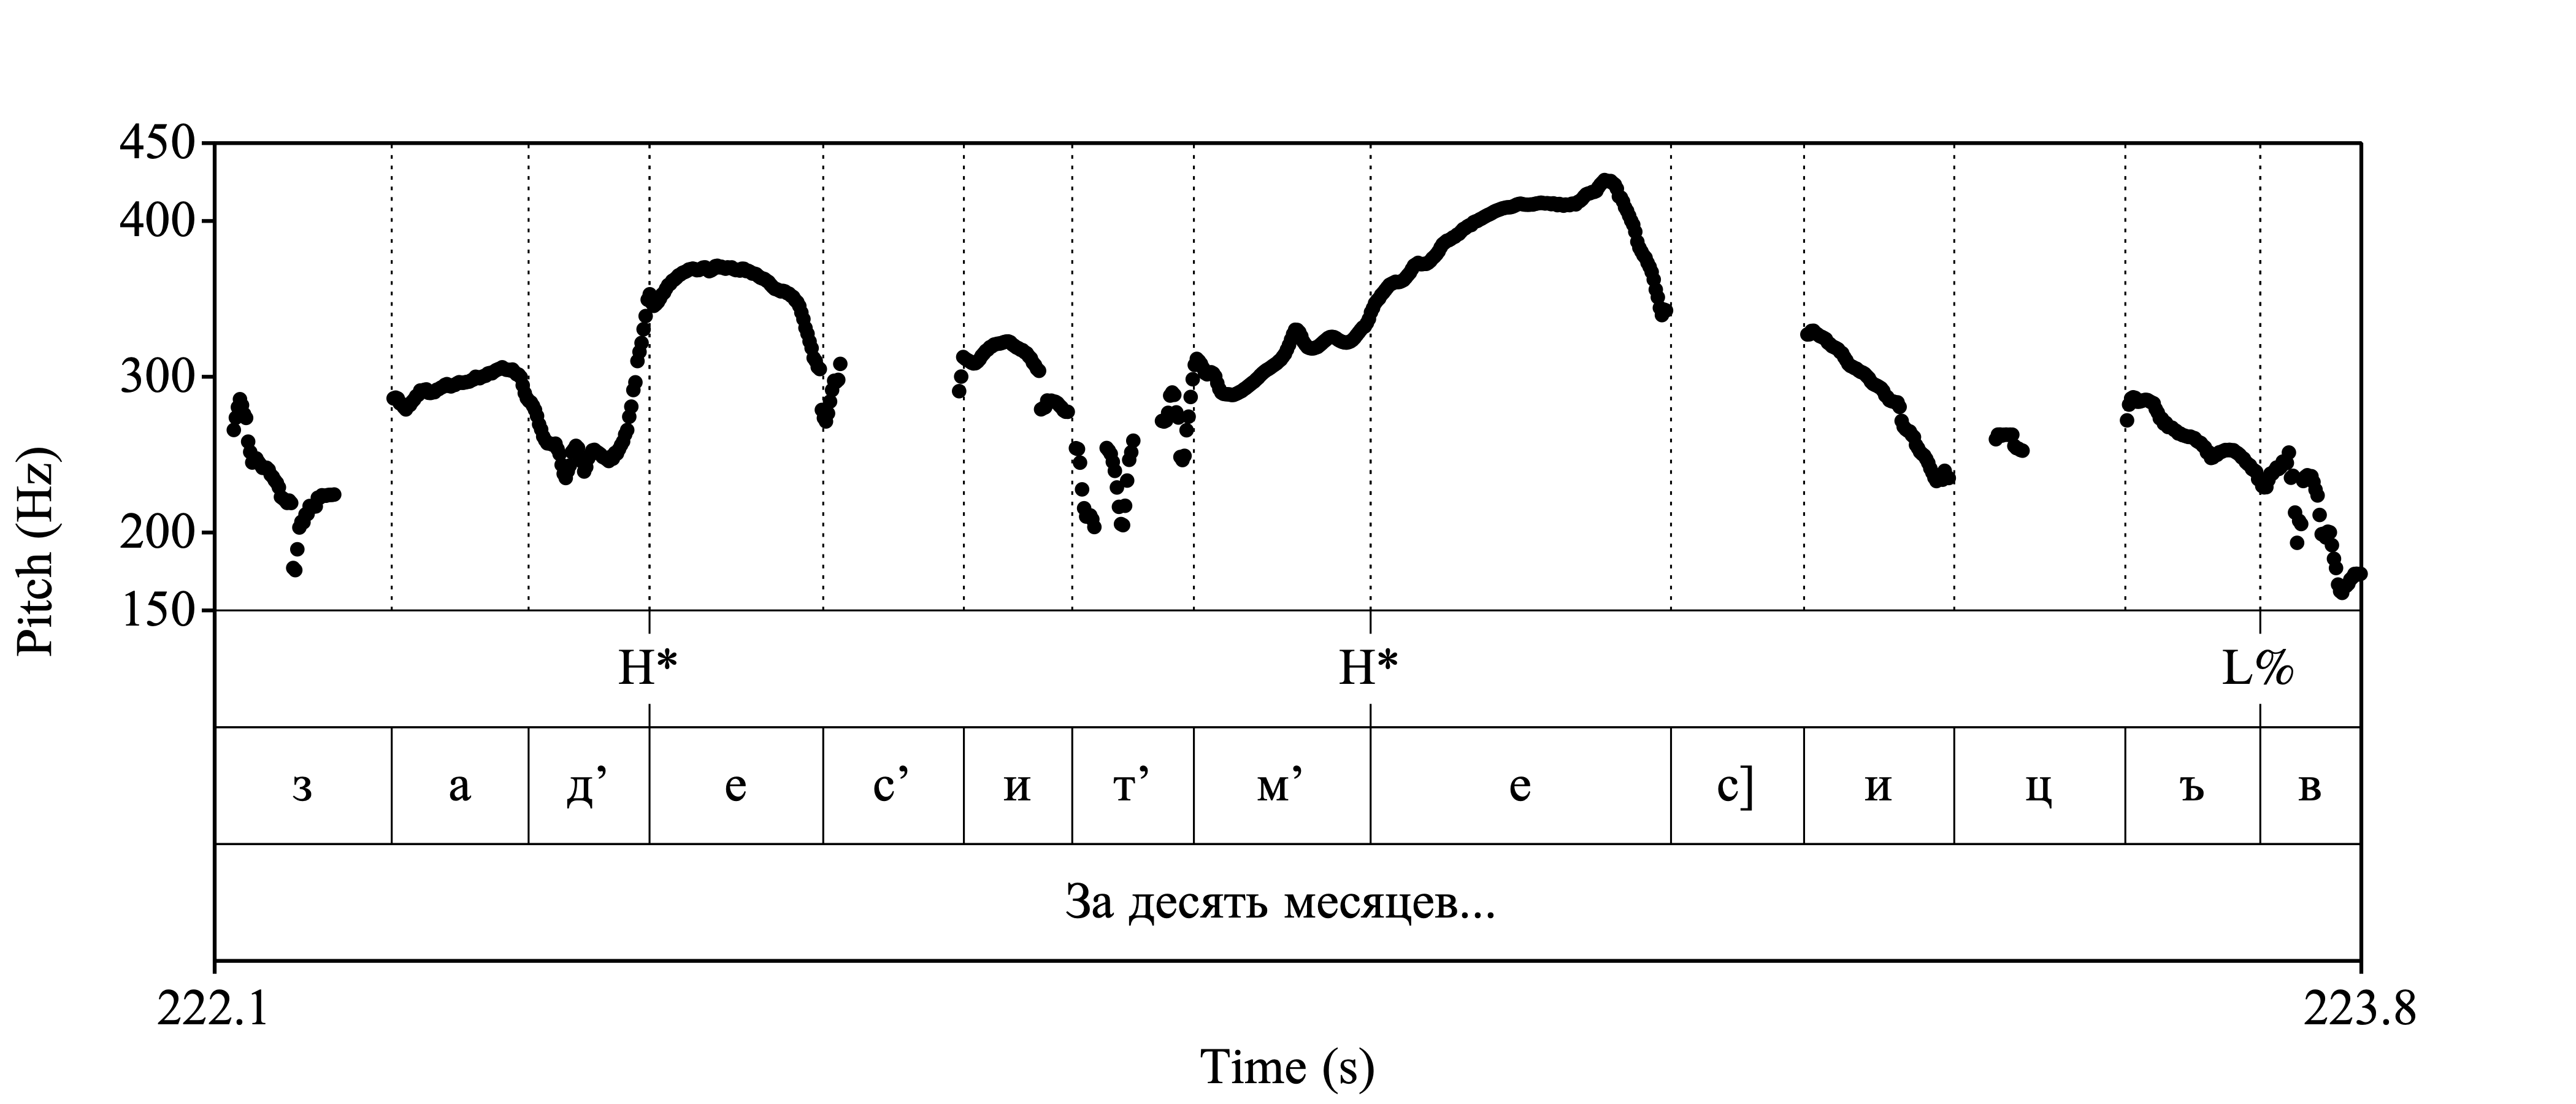 450
400
300
200
150
Pitch (Hz)
H* H* L%
з а д’ е с’ и т’ м’ е с] и ц ъ в
За десять месяцев...
222.1 223.8
Time (s)